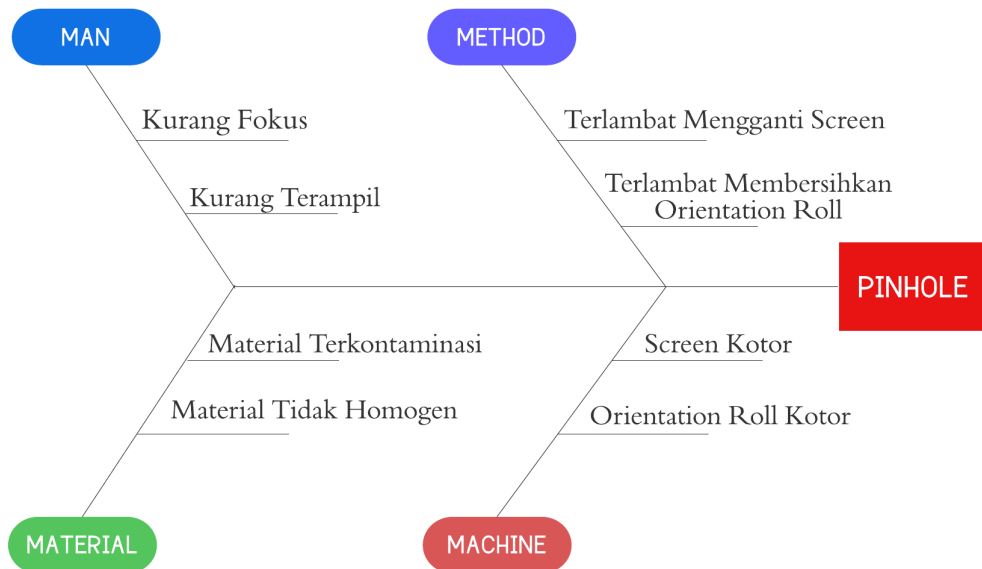 MAN
METHOD
Kurang Fokus
Terlambat Mengganti Screen
Kurang Terampil
Terlambat Membersihkan
Orientation Roll
PINHOLE
Material Terkontaminasi
Screen Kotor
Material Tidak Homogen
Orientation Roll Kotor
MATERIAL
MACHINE